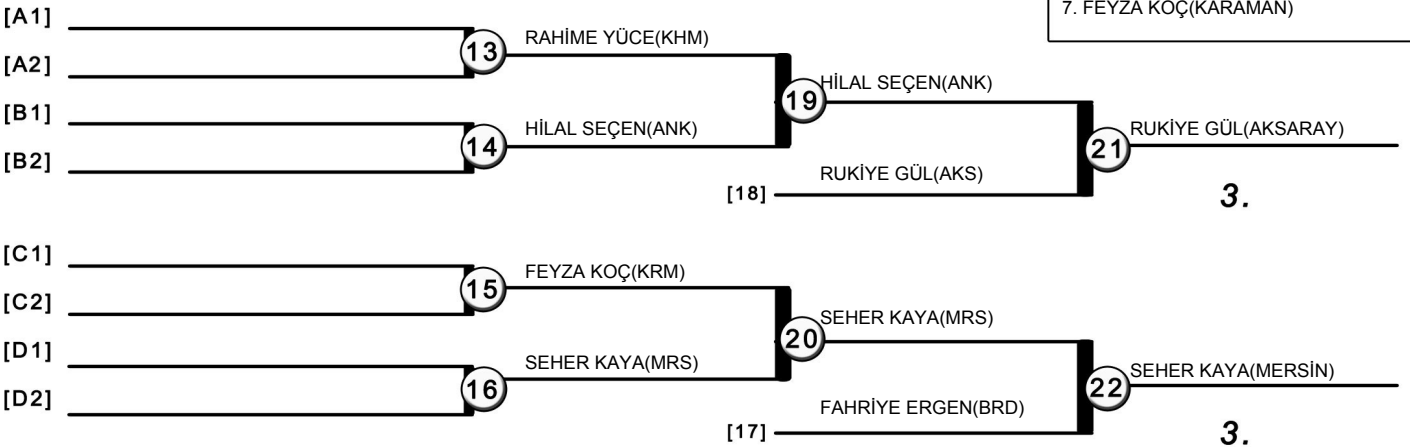 7. FEYZA KOÇ(KARAMAN)
[A1]
[A2]
13
RAHİME YÜCE(KHM)
[B1]
[B2]
14
HİLAL SEÇEN(ANK)
19
HİLAL SEÇEN(ANK)
[18]
RUKİYE GÜL(AKS)
21
RUKİYE GÜL(AKSARAY)
3.
[C1]
[C2]
15
FEYZA KOÇ(KRM)
[D1]
[D2]
16
SEHER KAYA(MRS)
20
SEHER KAYA(MRS)
[17]
FAHRİYE ERGEN(BRD)
22
SEHER KAYA(MERSİN)
3.